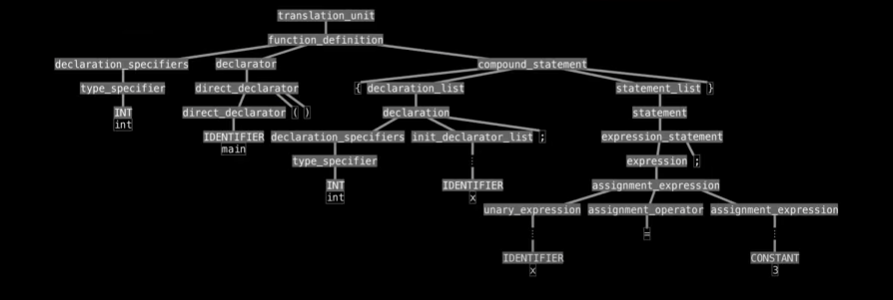 translation_unit
function_definition
declaration_specifiers declarator compound_statement
type_specifier direct_declarator { declaration_list statement_list }
INT direct_declarator ( ) declaration statement
int
IDENTIFIER declaration_specifiers init_declarator_list ; expression_statement
main
type_specifier expression ;
INT IDENTIFIER assignment_expression
int x
unary_expression assignment_operator assignment_expression
=
IDENTIFIER CONSTANT
x 3